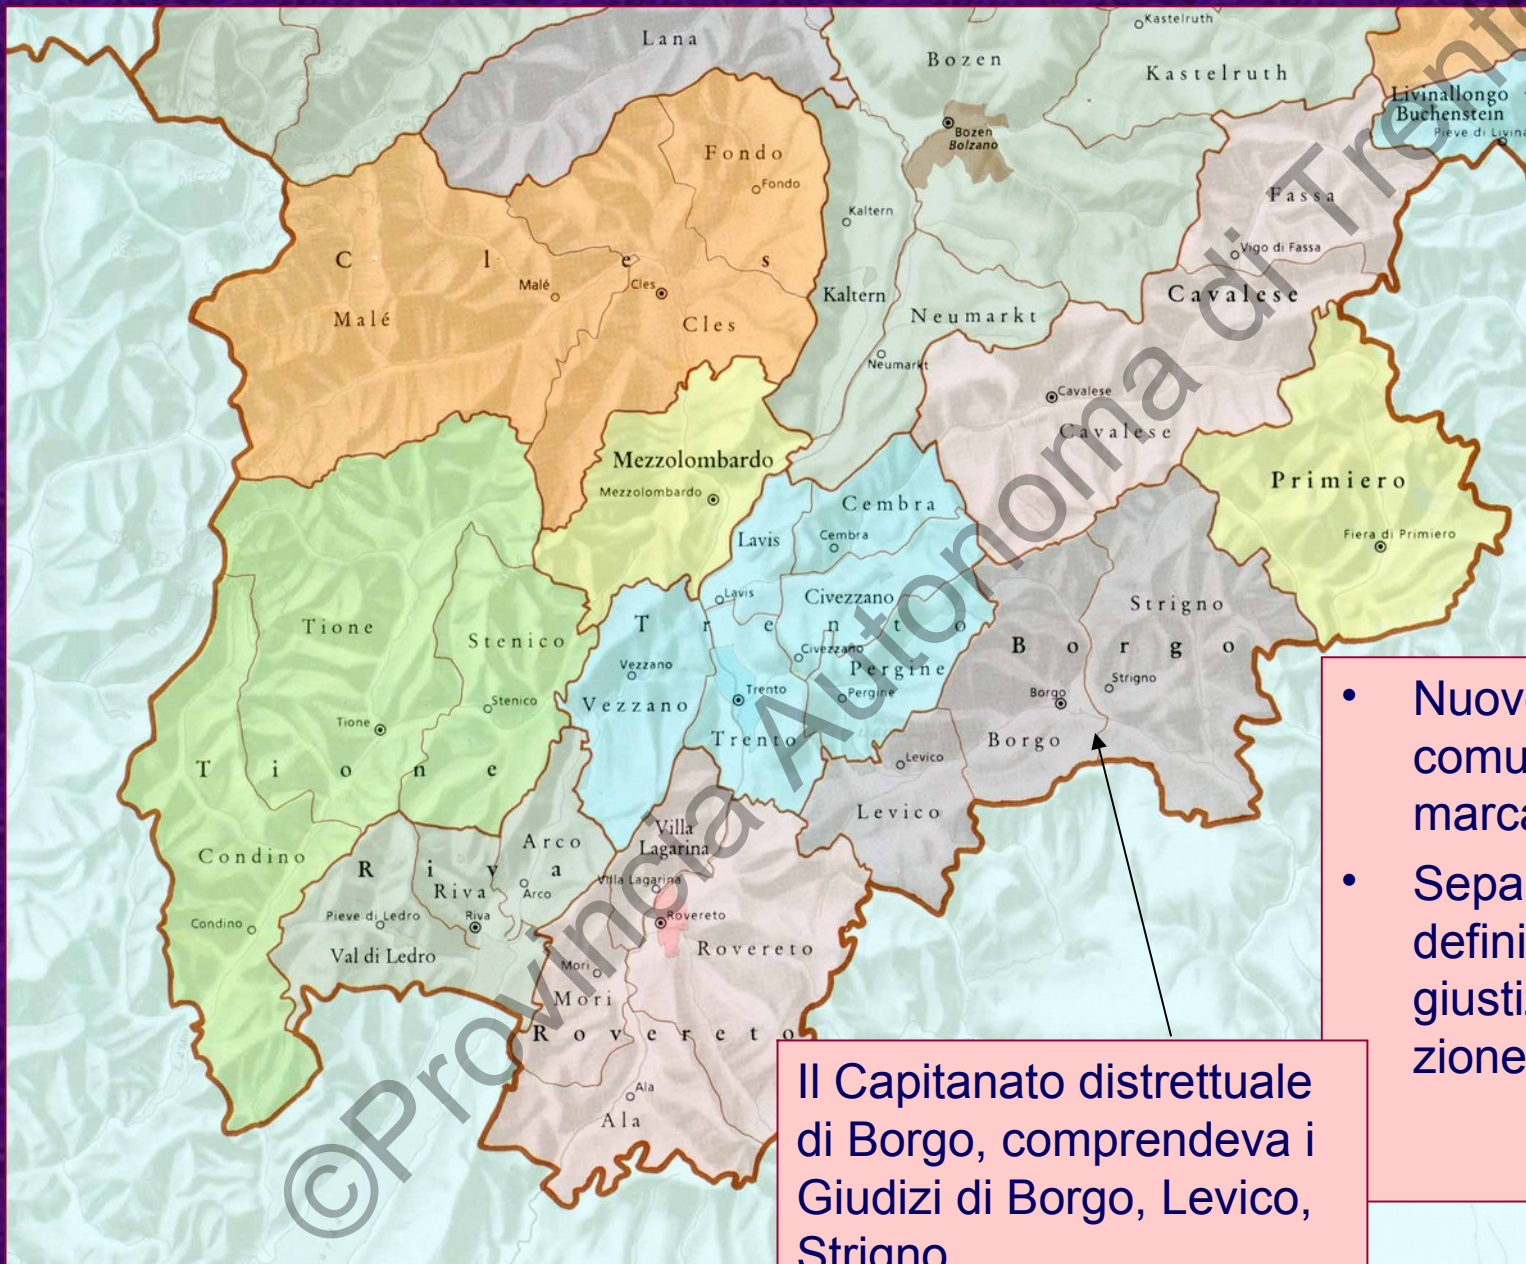 Kastelruth
Lana
Bozen
Kastelruth
Livinallongo
Buchenstein
Bozen
Bolzano
Fondo
Fondo
Fassa
Kaltern
Vigo di Fassa
C l e s
Malé
Cles
Kaltern
Cavalese
Malé
Cles
Neumarkt
Neumarkt
Cavalese
Cavalese
Mezzolombardo
Mezzolombardo
Primiero
Cembra
Lavis
Cembra
Fiera di Primiero
Lavis
Civezzano
Strigno
Tione
Stenico
T r e n t o
B o r g o
Civezzano
Vezzano
Pergine
Strigno
Trento
Pergine
Borgo
Stenico
Vezzano
Tione
Trento
Borgo
T i o n e
Levico
Levico
Arco
Villa
Lagarina
Condino
R i v a
Riva
Arco
Villa Lagarina
Condino
Pieve di Ledro
Riva
Rovereto
Val di Ledro
Rovereto
Mori
Mori
R o v e r e t o
Ala
Ala
•
•
Il Capitanato distrettuale
di Borgo, comprendeva i
Giudizi di Borgo, Levico,
Strigno
©Provincia Autonoma di Trento